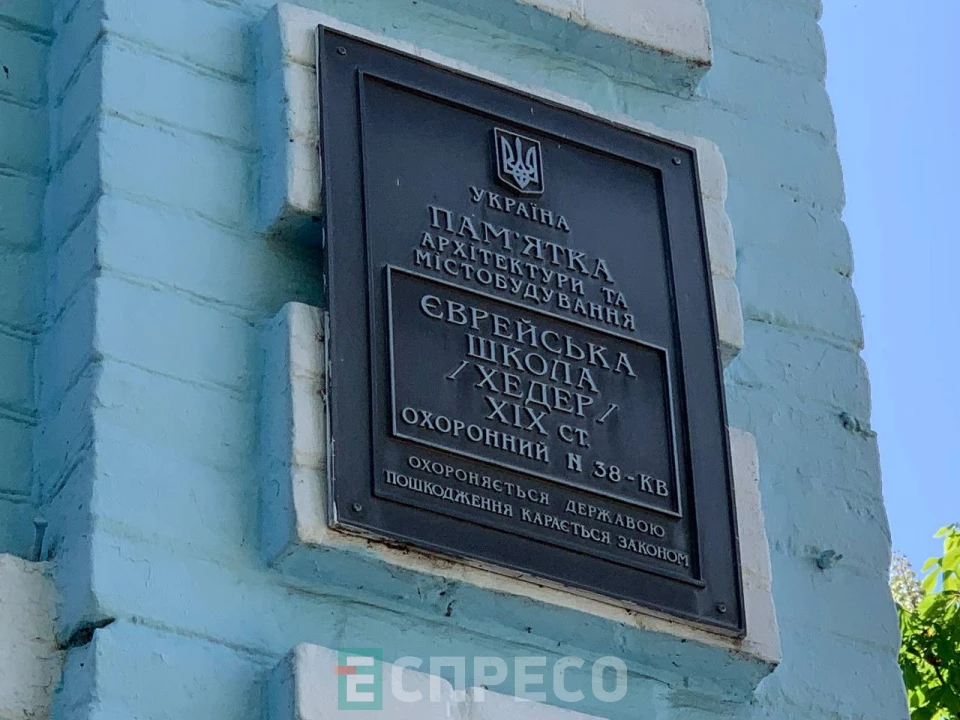 УКРАЇНА
ПАМ'ЯТКА
АРХІТЕКТУРИ ТА
МІСТОБУДУВАННЯ
ЄВРЕЙСЬКА
ШКОЛА
/ХЕДЕР/
XIX СТ.
ОХОРОННИЙ N 38-КВ
ОХОРОНЯЄТЬСЯ ДЕРЖАВОЮ
ПОШКОДЖЕННЯ КАРАЄТЬСЯ ЗАКОНОМ
ЕСПРЕСО